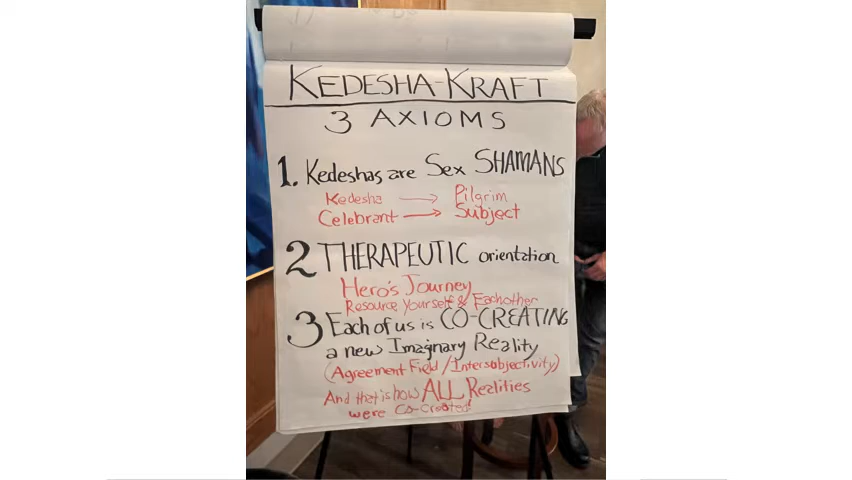 KEDESHA-KRAFT
3 AXIOMS
1. Kedeshas are Sex SHAMANS
Kedesha → Pilgrim
Celebrant → Subject
2 THERAPEUTIC orientation
Hero's Journey
Resource Yourself & Eachother
3 Each of us is CO-CREATING
a new Imaginary Reality
(Agreement Field / Intersubjectivity)
And that is how ALL Realities
were Co-Created!